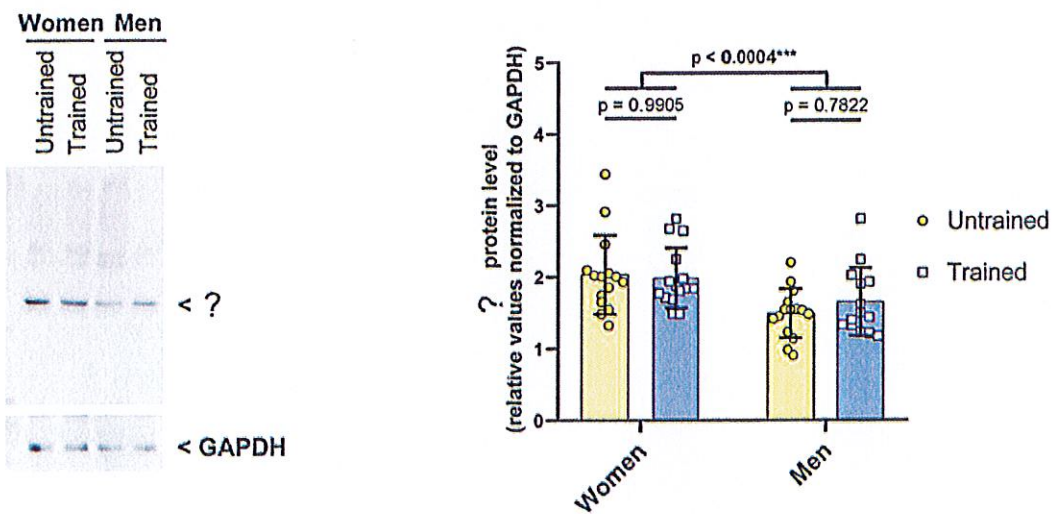 Women Men
Untrained
Trained
Untrained
Trained
< ?
< GAPDH
? protein level
(relative values normalized to GAPDH)
5
4
3
2
1
0
p < 0.0004***
p = 0.9905
p = 0.7822
Women
Men
Untrained
Trained